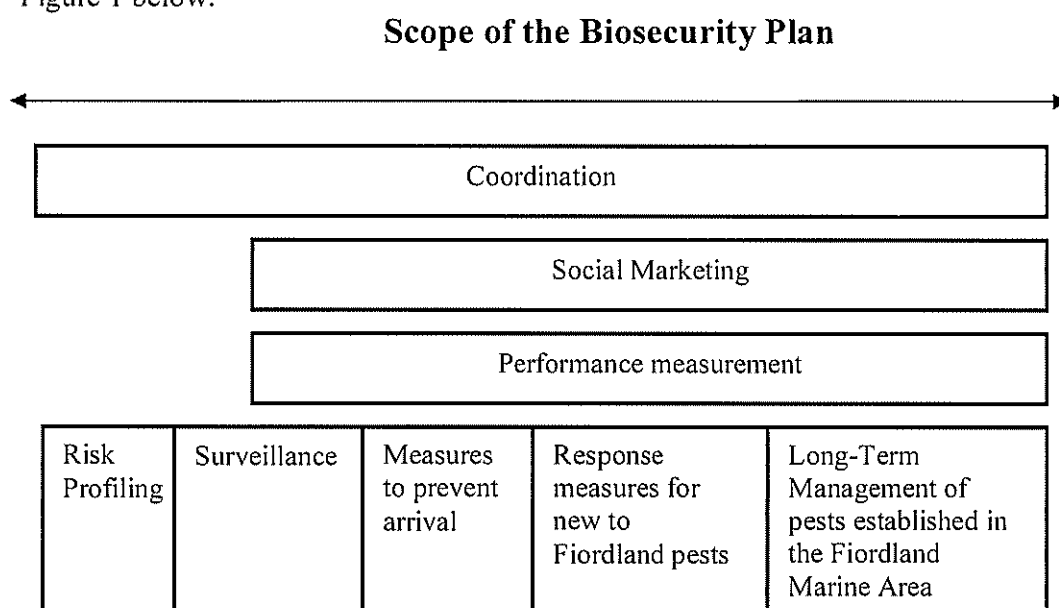 Figure 1 below.
Scope of the Biosecurity Plan
Coordination
Social Marketing
Performance measurement
Risk
Profiling
Surveillance
Measures
to prevent
arrival
Response
measures for
new to
Fiordland pests
Long-Term
Management of
pests established in
the Fiordland
Marine Area